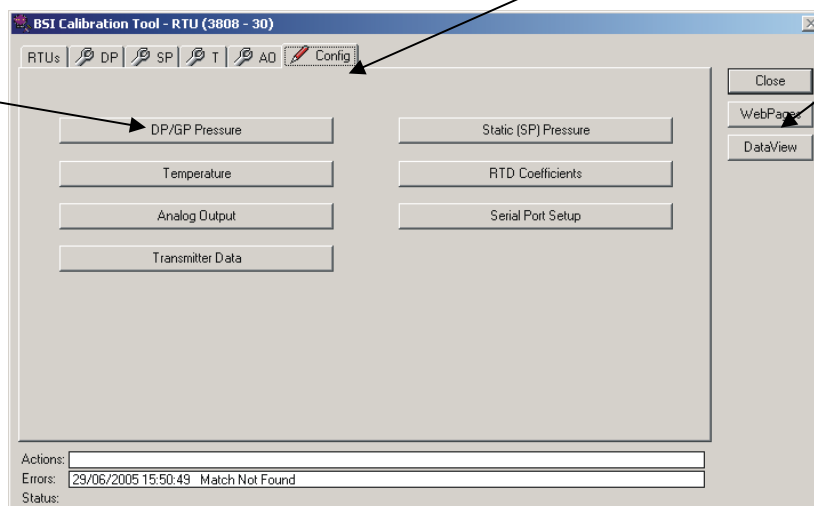 BSI Calibration Tool - RTU (3808 - 30)
RTUs DP SP T AO Config
Close
WebPages
DataView
DP/GP Pressure
Static (SP) Pressure
Temperature
RTD Coefficients
Analog Output
Serial Port Setup
Transmitter Data
Actions:
Errors: 29/06/2005 15:50:49 Match Not Found
Status: